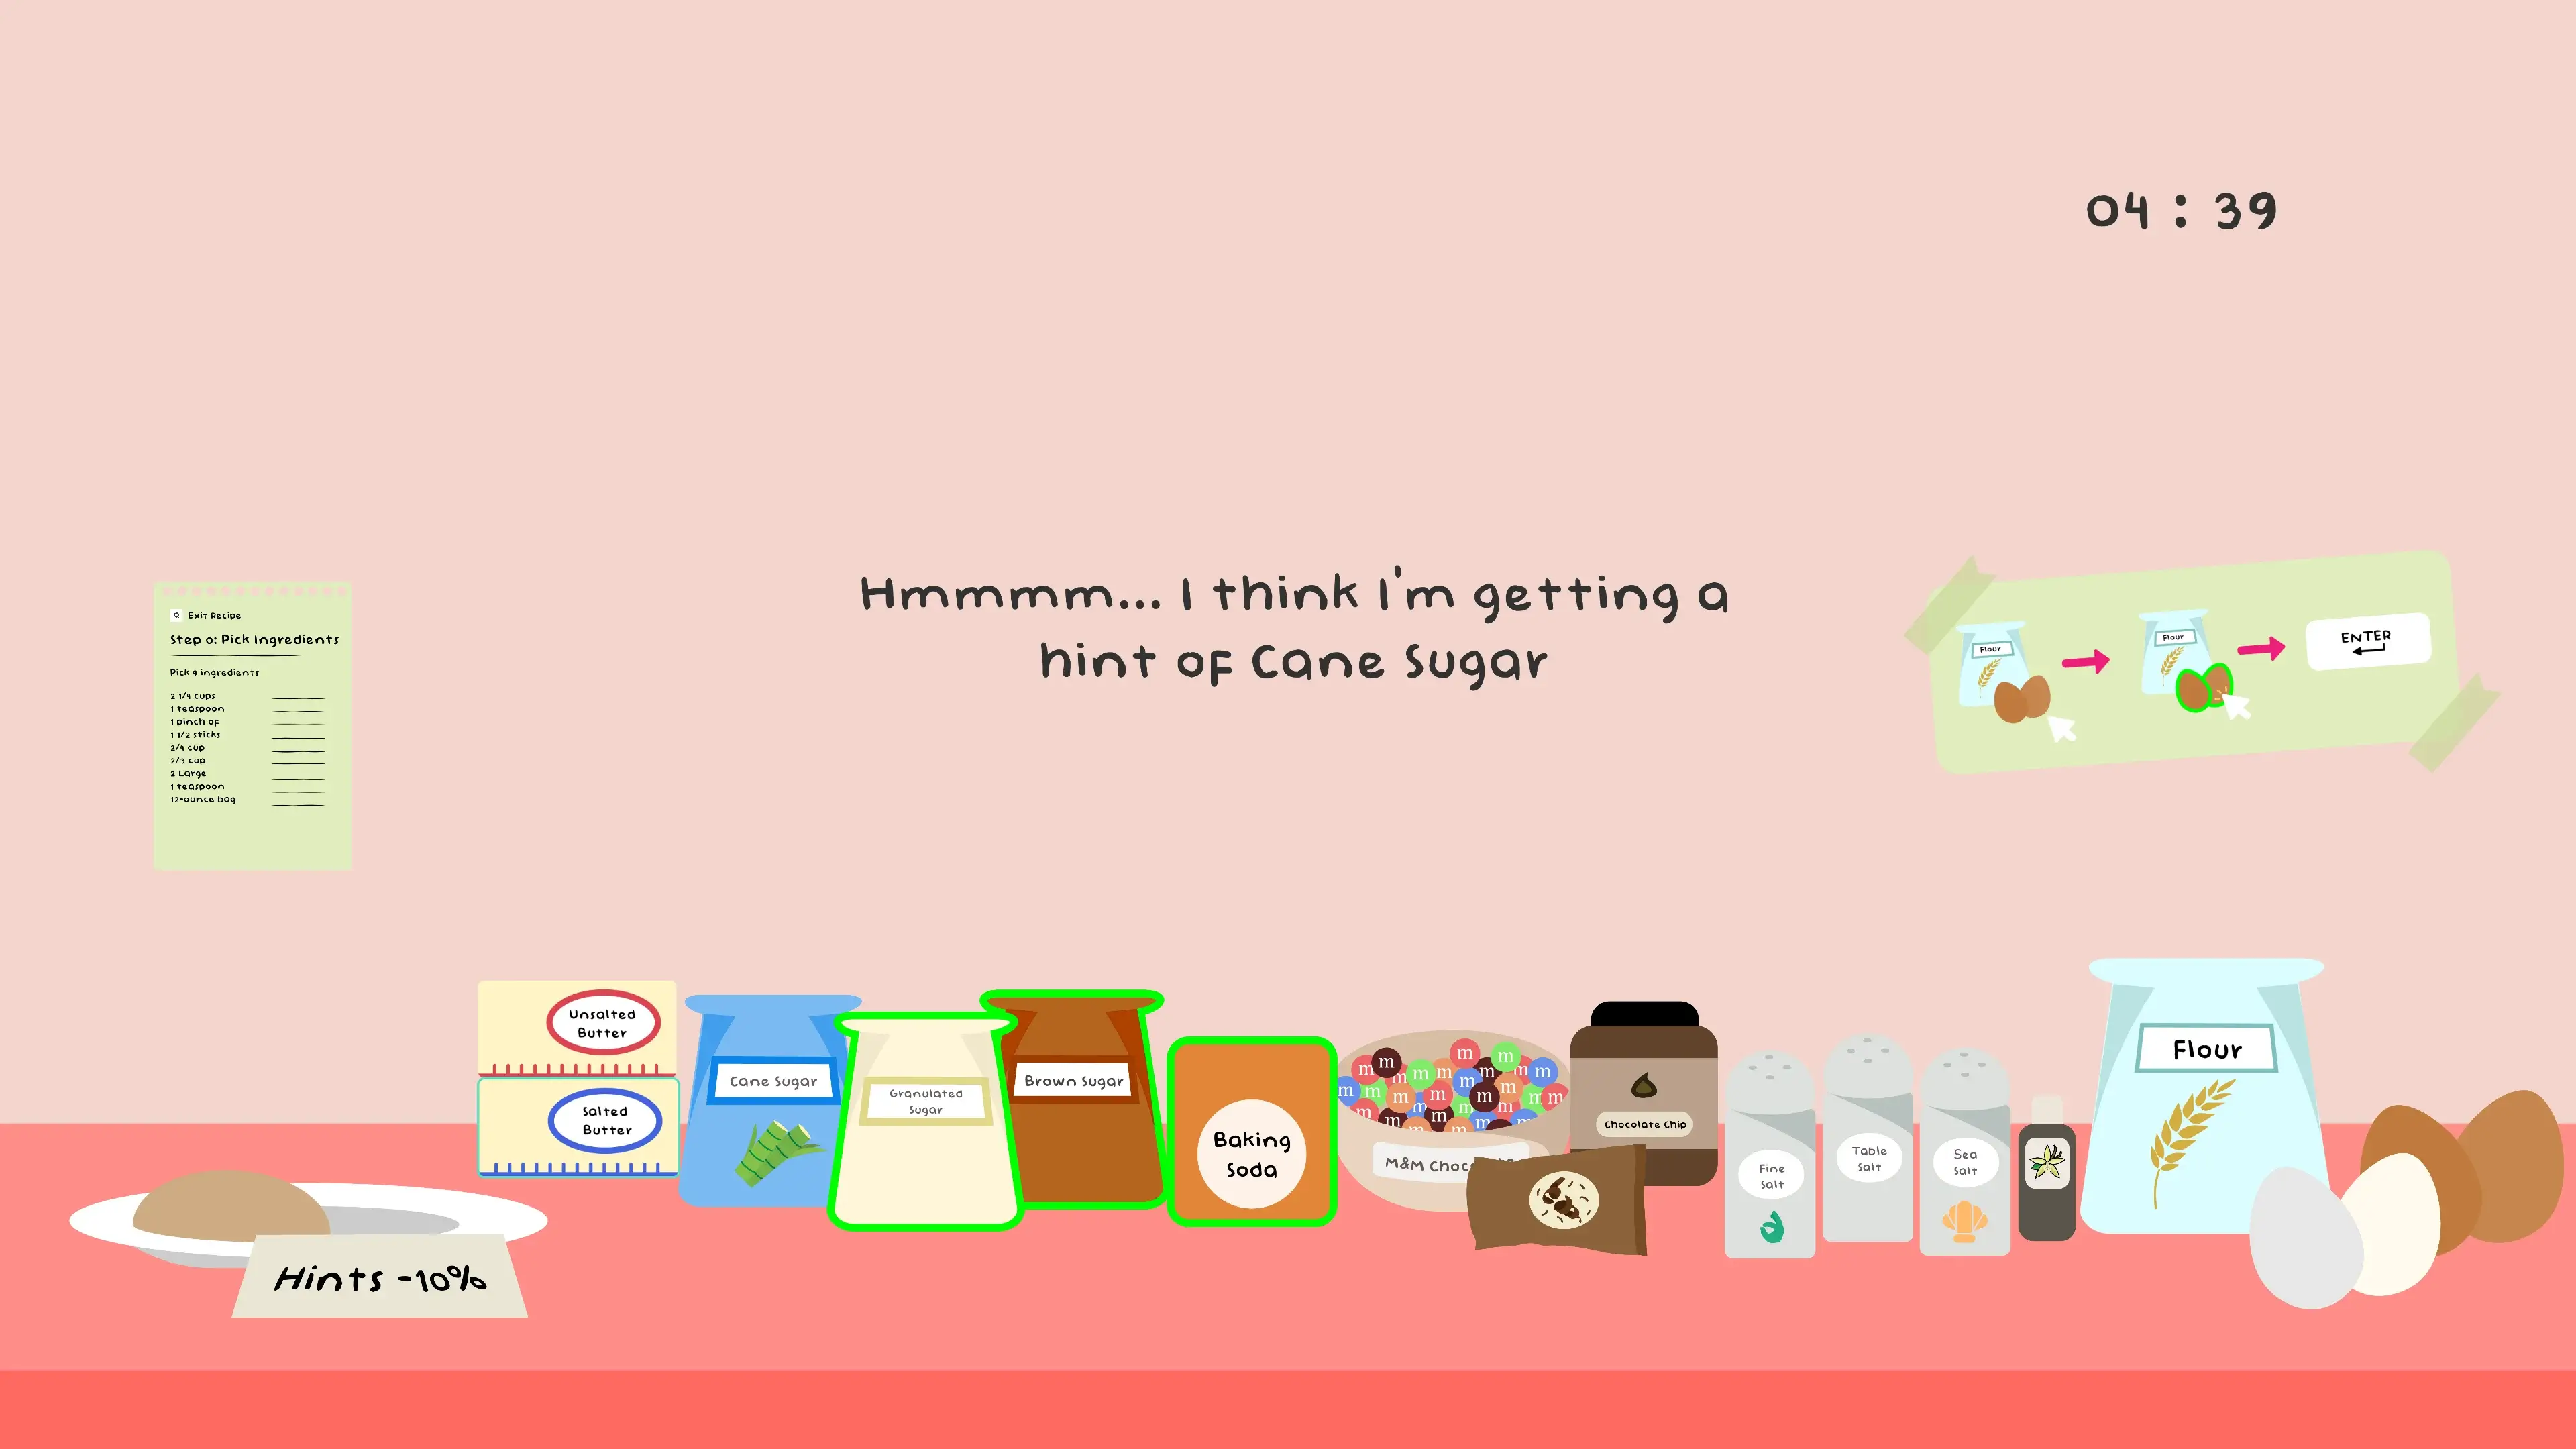 04 : 39
Hmmmm... I think I'm getting a
hint of Cane Sugar
Q Exit Recipe
Step 0: Pick Ingredients
Pick 9 ingredients
2 1/4 cups
1 teaspoon
1 pinch of
1 1/2 sticks
2/4 cup
2/3 cup
2 Large
1 teaspoon
12-ounce bag
Flour
Flour
ENTER
Unsalted
Butter
Salted
Butter
Cane Sugar
Granulated
Sugar
Brown Sugar
Baking
Soda
m m m m m m m m m m m m m m m m m m m m m m m m m m m m
M&M
Chocolate Chip
Fine
Salt
Table
Salt
Sea
Salt
Flour
Hints -10%